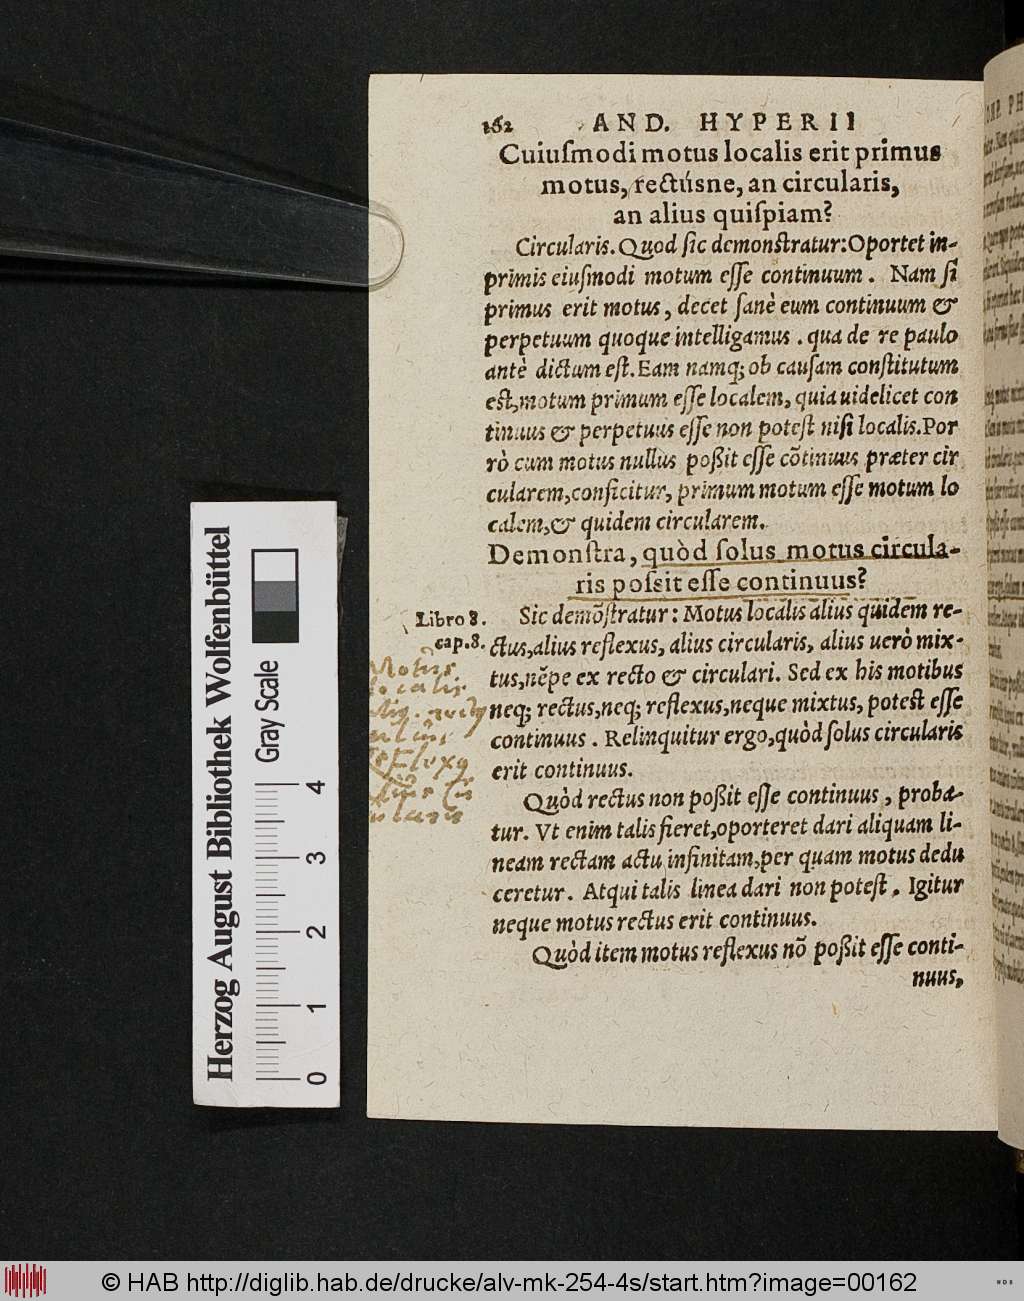 162 AND. HYPERII
Cuiuſmodi motus localis erit primus
motus, rectúsne, an circularis,
an alius quiſpiam?
Circularis. Quod ſic demonſtratur: Oportet in-
primis eiuſmodi motum eſſe continuum. Nam ſi
primus erit motus, decet ſanè eum continuum &
perpetuum quoque intelligamus. qua de re paulo
antè dictum eſt. Eam namq; ob cauſam conſtitutum
eſt, motum primum eſſe localem, quia uidelicet con
tinuus & perpetuus eſſe non poteſt niſi localis. Por
rò cum motus nullus poßit eſſe cõtinuus præter cir
cularem, conficitur, primum motum eſſe motum lo
calem, & quidem circularem.
Demonſtra, quòd ſolus motus circula-
ris poſsit eſſe continuus?
Libro 8.
cap. 8.
Sic demõſtratur: Motus localis alius quidem re-
ctus, alius reflexus, alius circularis, alius uerò mix-
tus, nẽpe ex recto & circulari. Sed ex his motibus
neq; rectus, neq; reflexus, neque mixtus, poteſt eſſe
continuus. Relinquitur ergo, quòd ſolus circularis
erit continuus.
Motus
localis
Quòd rectus non poßit eſſe continuus, proba-
tur. Vt enim talis fieret, oporteret dari aliquam li-
neam rectam actu infinitam, per quam motus dedu
ceretur. Atqui talis linea dari non poteſt. Igitur
neque motus rectus erit continuus.
Quòd item motus reflexus nõ poßit eſſe conti-
nuus,
Herzog August Bibliothek Wolfenbüttel
Gray Scale
0 1 2 3 4
© HAB http://diglib.hab.de/drucke/alv-mk-254-4s/start.htm?image=00162